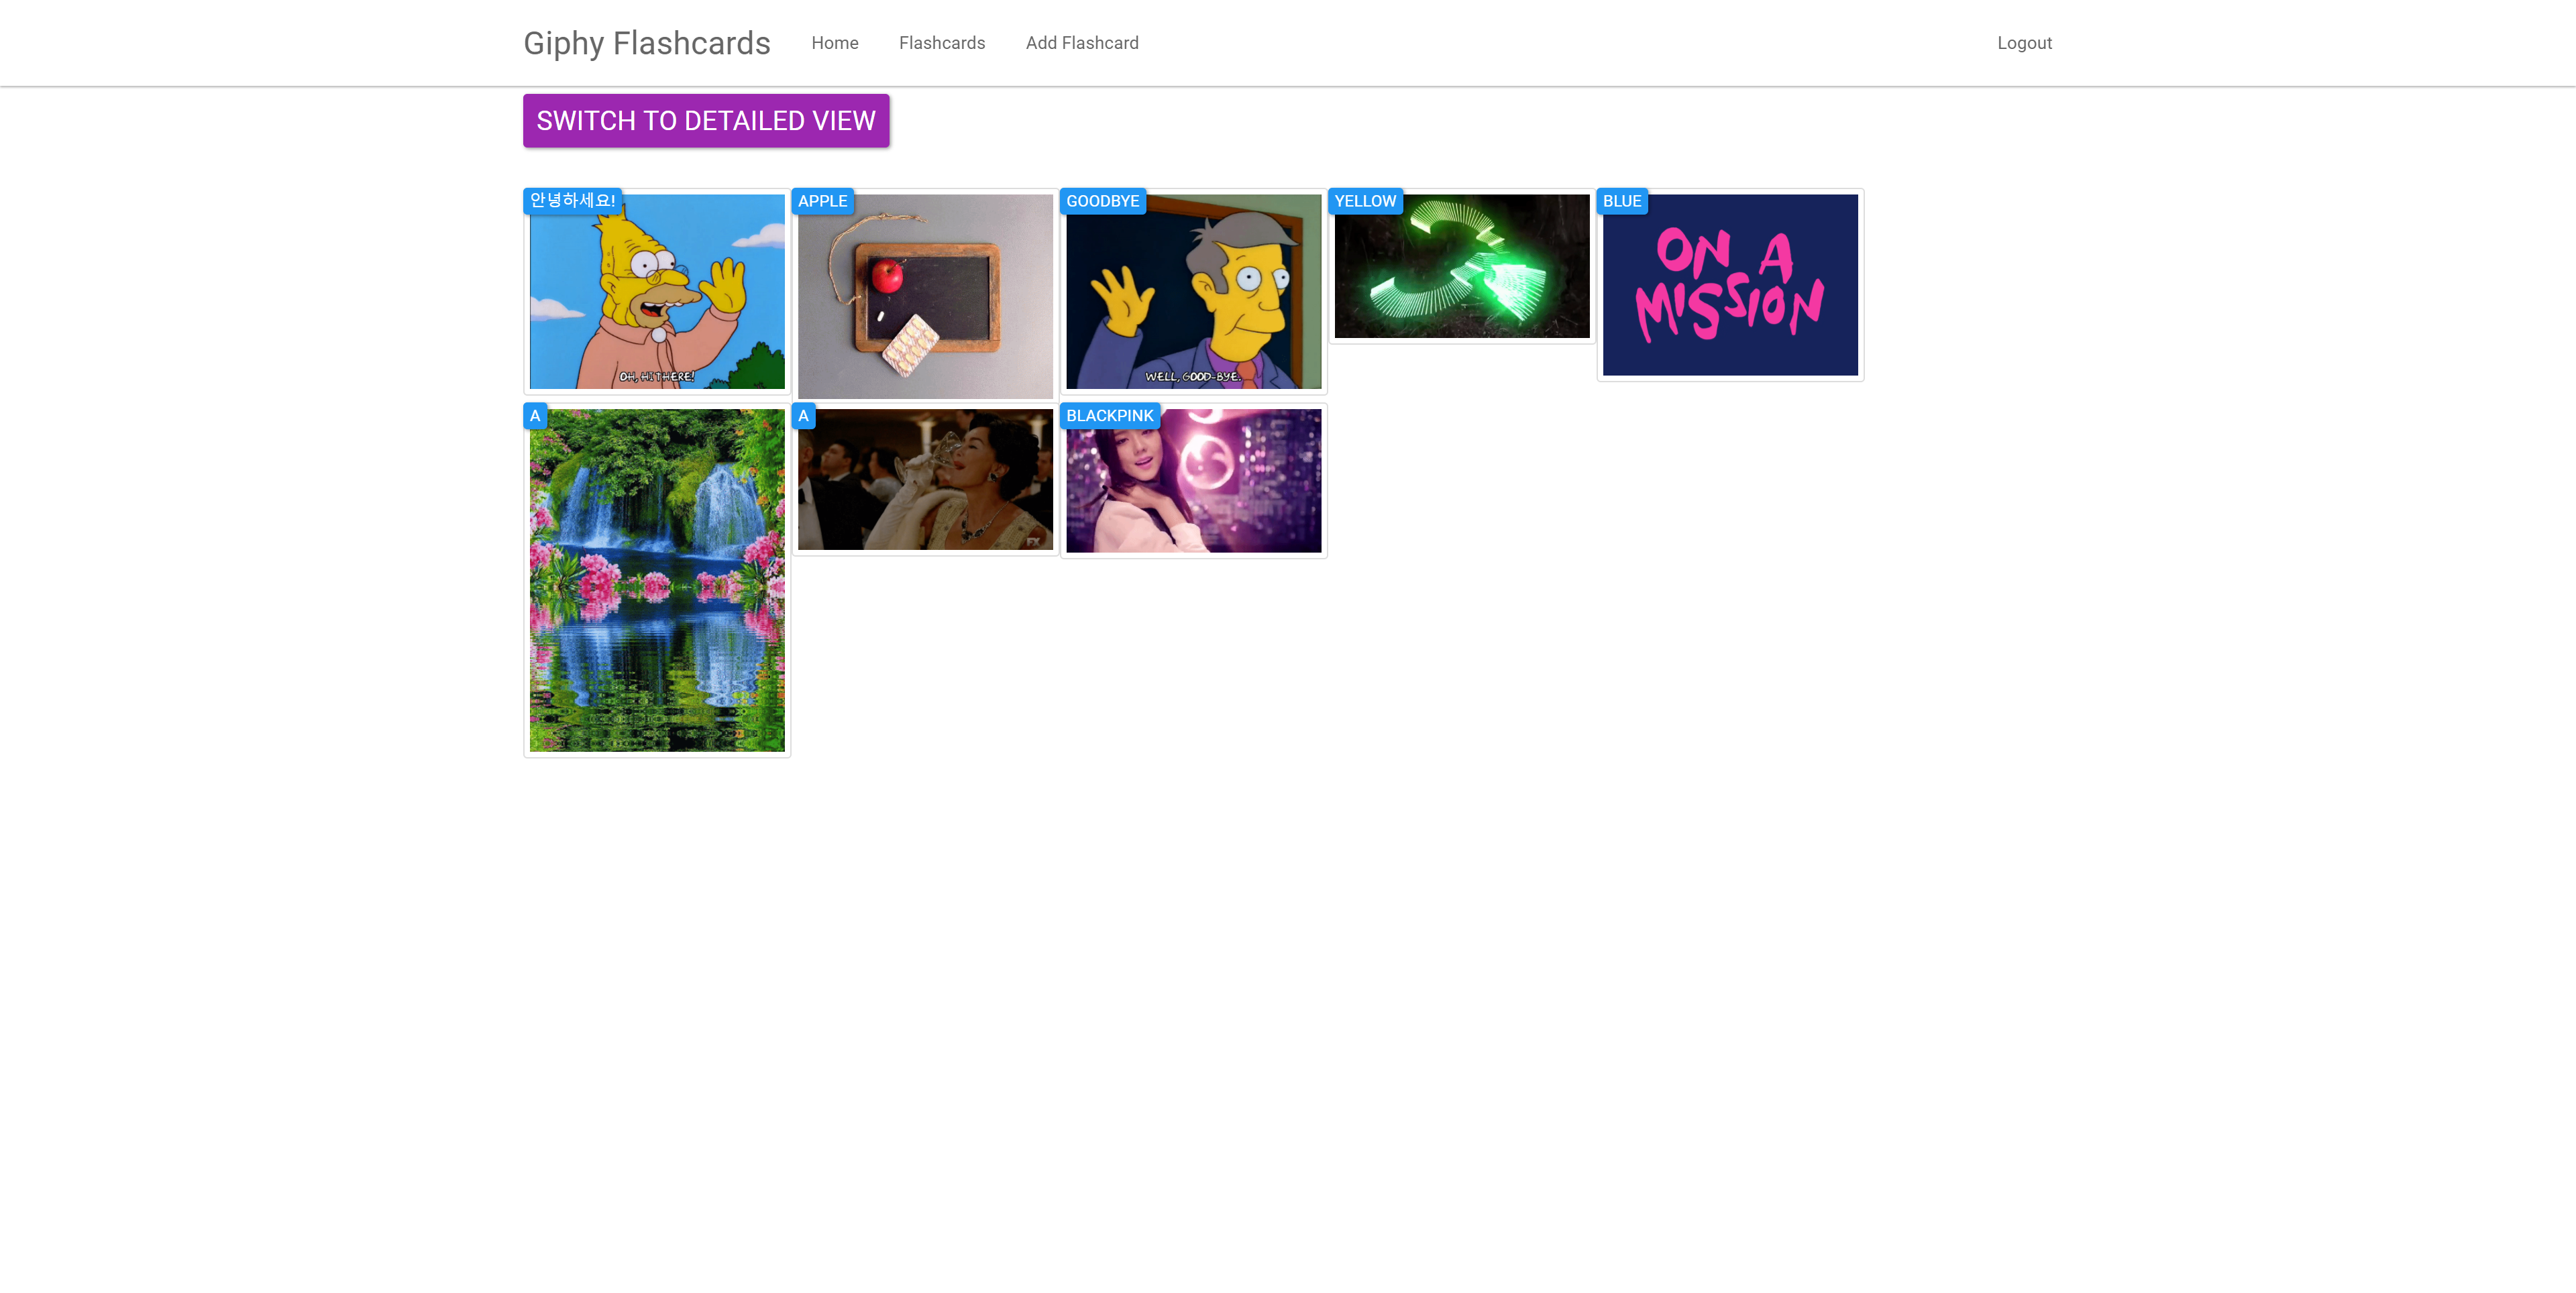 Giphy Flashcards Home Flashcards Add Flashcard Logout
SWITCH TO DETAILED VIEW
안녕하세요! APPLE GOODBYE YELLOW BLUE
ON A
MISSION
OH, HI THERE! WELL, GOOD-BYE.
A A BLACKPINK
FX